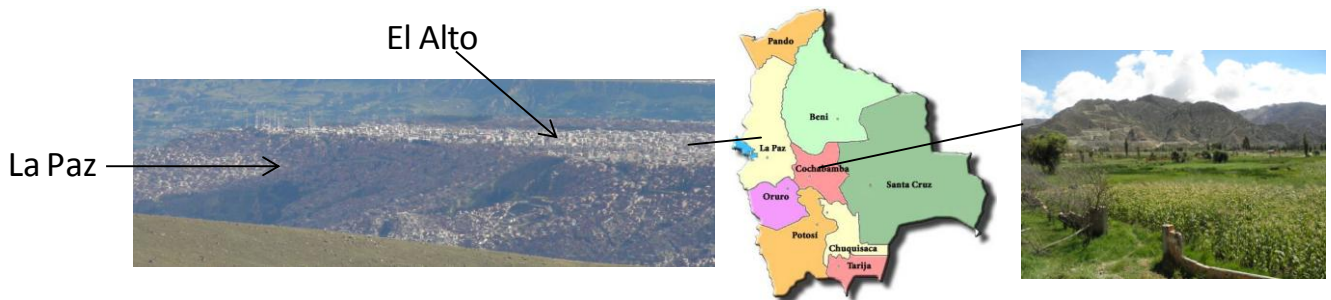 El Alto
La Paz
Pando
Beni
La Paz
Cochabamba
Santa Cruz
Oruro
Potosí
Chuquisaca
Tarija